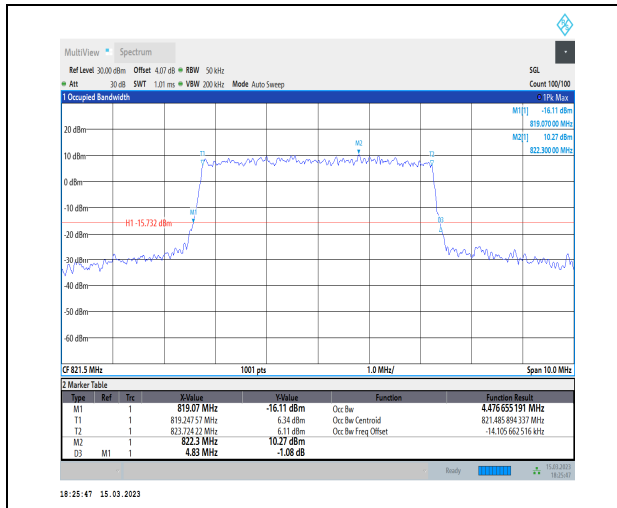 MultiView Spectrum
Ref Level 30.00 dBm Offset 4.07 dB RBW 50 kHz SGL
Att 30 dB SWT 1.01 ms VBW 200 kHz Mode Auto Sweep Count 100/100
1 Occupied Bandwidth 1Pk Max
M1[1] -16.11 dBm
819.070 00 MHz
M2[1] 10.27 dBm
822.300 00 MHz
20 dBm
M2
T1
T2
10 dBm
0 dBm
-10 dBm
M1
H1 -15.732 dBm
D3
-20 dBm
-30 dBm
-40 dBm
-50 dBm
-60 dBm
CF 821.5 MHz 1001 pts 1.0 MHz/ Span 10.0 MHz
2 Marker Table
Type Ref Trc X-Value Y-Value Function Function Result
M1 1 819.07 MHz -16.11 dBm Occ Bw 4.476 655 191 MHz
T1 1 819.247 57 MHz 6.34 dBm Occ Bw Centroid 821.485 894 337 MHz
T2 1 823.724 22 MHz 6.11 dBm Occ Bw Freq Offset -14.105 662 516 kHz
M2 1 822.3 MHz 10.27 dBm
D3 M1 1 4.83 MHz -1.08 dB
Ready 15.03.2023
18:25:47
18:25:47 15.03.2023